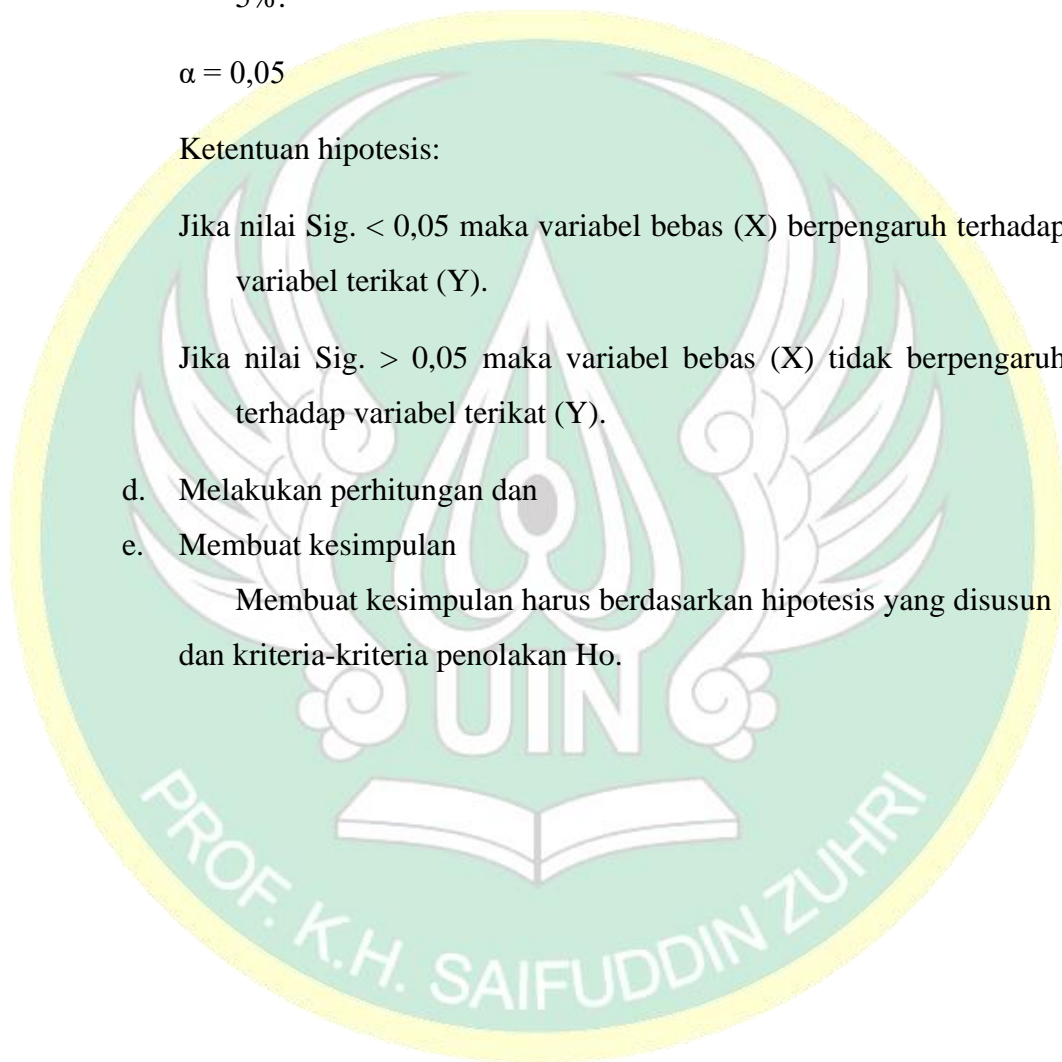 5%.
α = 0,05
Ketentuan hipotesis:
Jika nilai Sig. < 0,05 maka variabel bebas (X) berpengaruh terhadap
variabel terikat (Y).
Jika nilai Sig. > 0,05 maka variabel bebas (X) tidak berpengaruh
terhadap variabel terikat (Y).
d. Melakukan perhitungan dan
e. Membuat kesimpulan
Membuat kesimpulan harus berdasarkan hipotesis yang disusun
dan kriteria-kriteria penolakan Ho.
UIN
PROF. K.H. SAIFUDDIN ZUHRI